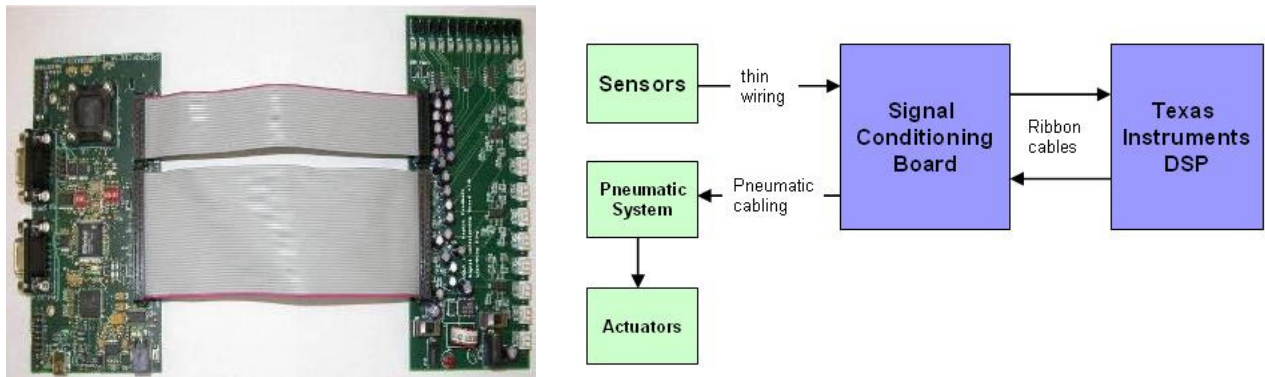 Sensors
thin
wiring
Signal
Conditioning
Board
Ribbon
cables
Texas
Instruments
DSP
Pneumatic
System
Pneumatic
cabling
Actuators